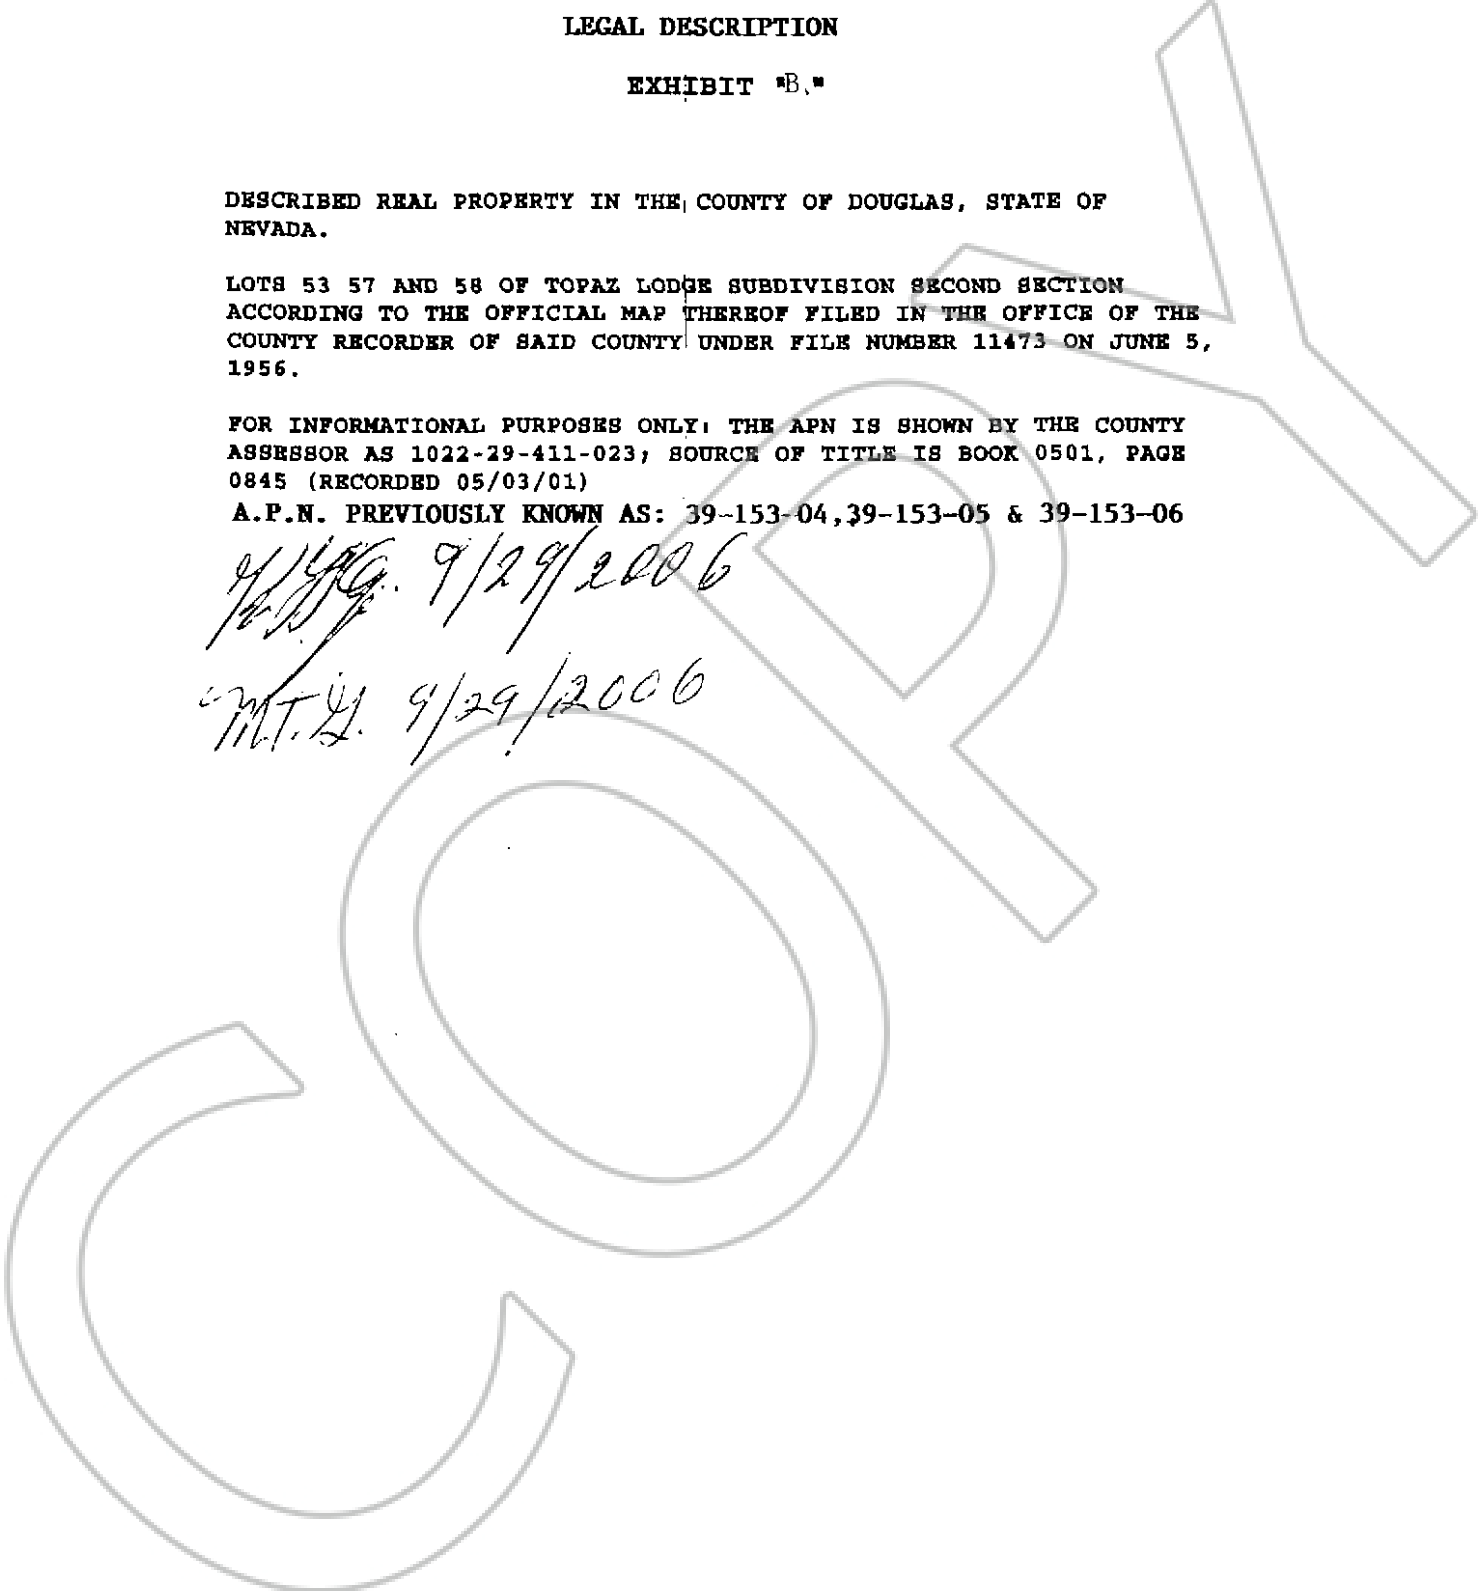 LEGAL DESCRIPTION
EXHIBIT "B."
DESCRIBED REAL PROPERTY IN THE COUNTY OF DOUGLAS, STATE OF
NEVADA.
LOTS 53 57 AND 58 OF TOPAZ LODGE SUBDIVISION SECOND SECTION
ACCORDING TO THE OFFICIAL MAP THEREOF FILED IN THE OFFICE OF THE
COUNTY RECORDER OF SAID COUNTY UNDER FILE NUMBER 11473 ON JUNE 5,
1956.
FOR INFORMATIONAL PURPOSES ONLY: THE APN IS SHOWN BY THE COUNTY
ASSESSOR AS 1022-29-411-023; SOURCE OF TITLE IS BOOK 0501, PAGE
0845 (RECORDED 05/03/01)
A.P.N. PREVIOUSLY KNOWN AS: 39-153-04,39-153-05 & 39-153-06
9/29/2006
M.T.G. 9/29/2006
COPY